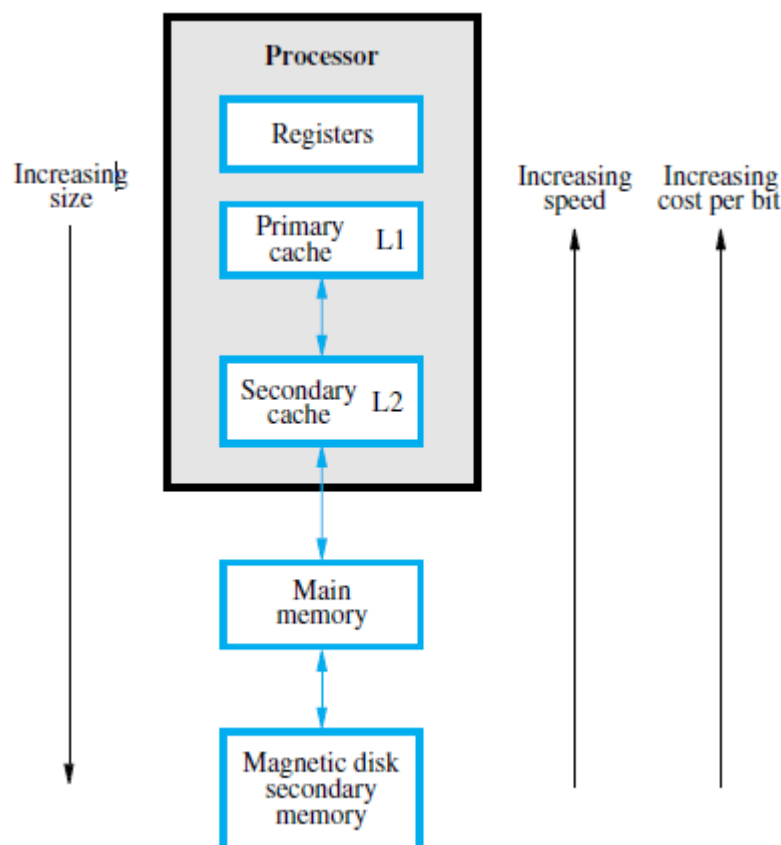 Processor
Registers
Increasing
size
Increasing
speed
Increasing
cost per bit
Primary
cache
L1
Secondary
cache
L2
Main
memory
Magnetic disk
secondary
memory